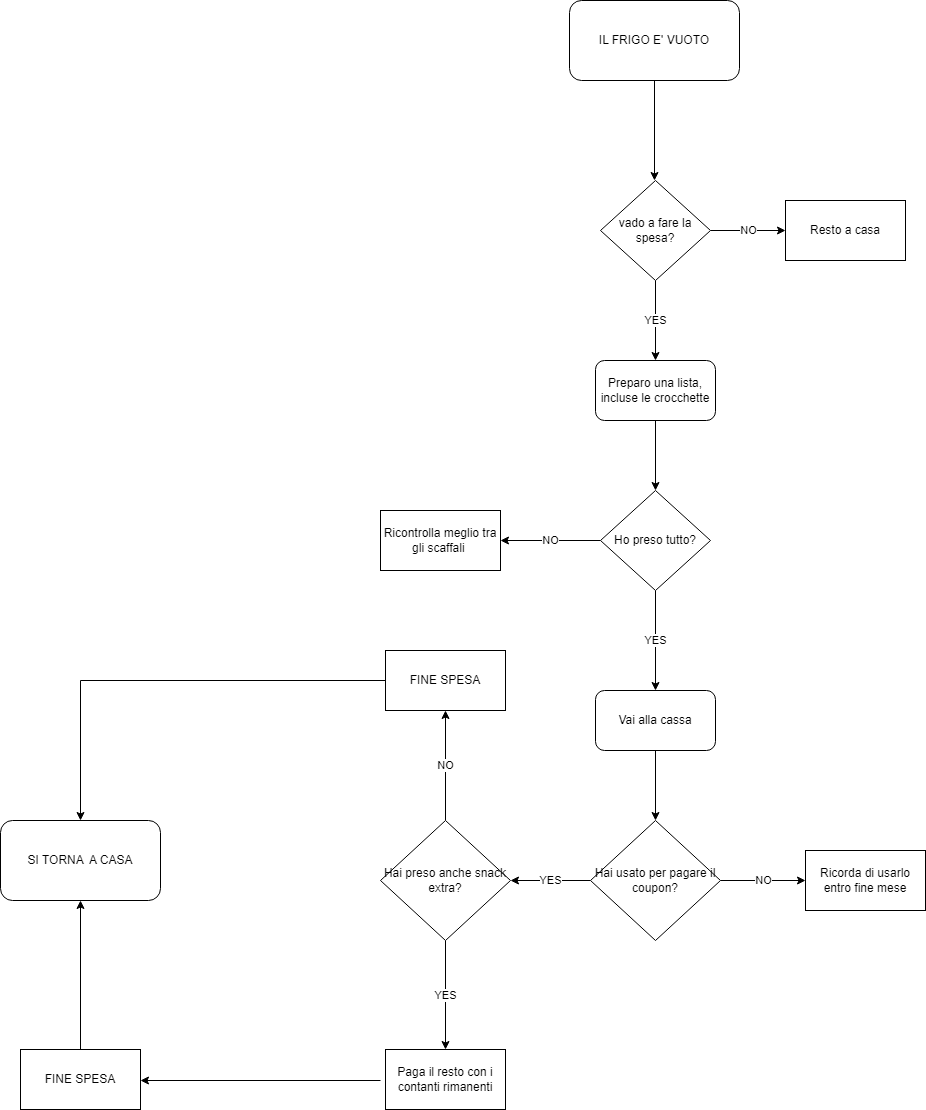 IL FRIGO E' VUOTO
vado a fare la
spesa?
NO
Resto a casa
YES
Preparo una lista,
incluse le crocchette
Ricontrolla meglio tra
gli scaffali
NO
Ho preso tutto?
YES
FINE SPESA
Vai alla cassa
NO
SI TORNA A CASA
Hai preso anche snack
extra?
YES
Hai usato per pagare il
coupon?
NO
Ricorda di usarlo
entro fine mese
YES
FINE SPESA
Paga il resto con i
contanti rimanenti